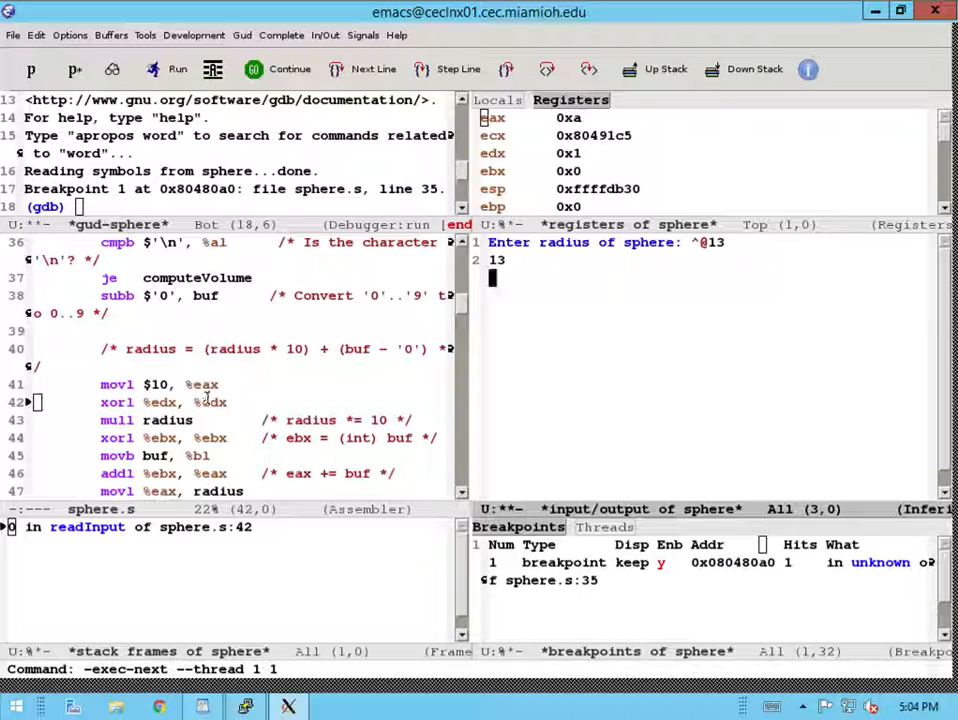 emacs@ceclnx01.cec.miamioh.edu
File Edit Options Buffers Tools Development Gud Complete In/Out Signals Help
p p* Run GO Continue Next Line Step Line Up Stack Down Stack
13 <http://www.gnu.org/software/gdb/documentation/>.
14 For help, type "help".
15 Type "apropos word" to search for commands related
to "word"...
16 Reading symbols from sphere...done.
17 Breakpoint 1 at 0x80480a0: file sphere.s, line 35.
18 (gdb)
U:**- *gud-sphere* Bot (18,6) (Debugger:run [end
Locals Registers
eax 0xa
ecx 0x80491c5
edx 0x1
ebx 0x0
esp 0xffffdb30
ebp 0x0
U:%*- *registers of sphere* Top (1,0) (Registers
36 cmpb $'\n', %al /* Is the character
'\n'? */
37 je computeVolume
38 subb $'0', buf /* Convert '0'..'9' t
o 0..9 */
39
40 /* radius = (radius * 10) + (buf - '0') *
/
41 movl $10, %eax
42 xorl %edx, %edx
43 mull radius /* radius *= 10 */
44 xorl %ebx, %ebx /* ebx = (int) buf */
45 movb buf, %bl
46 addl %ebx, %eax /* eax += buf */
47 movl %eax, radius
-:--- sphere.s 22% (42,0) (Assembler)
1 Enter radius of sphere: ^@13
2 13
U:**- *input/output of sphere* All (3,0) (Inferi
0 in readInput of sphere.s:42
U:%*- *stack frames of sphere* All (1,0) (Frame
Breakpoints Threads
1 Num Type Disp Enb Addr Hits What
1 breakpoint keep y 0x080480a0 1 in unknown o
f sphere.s:35
U:%*- *breakpoints of sphere* All (1,32) (Breakpo
Command: -exec-next --thread 1 1
5:04 PM